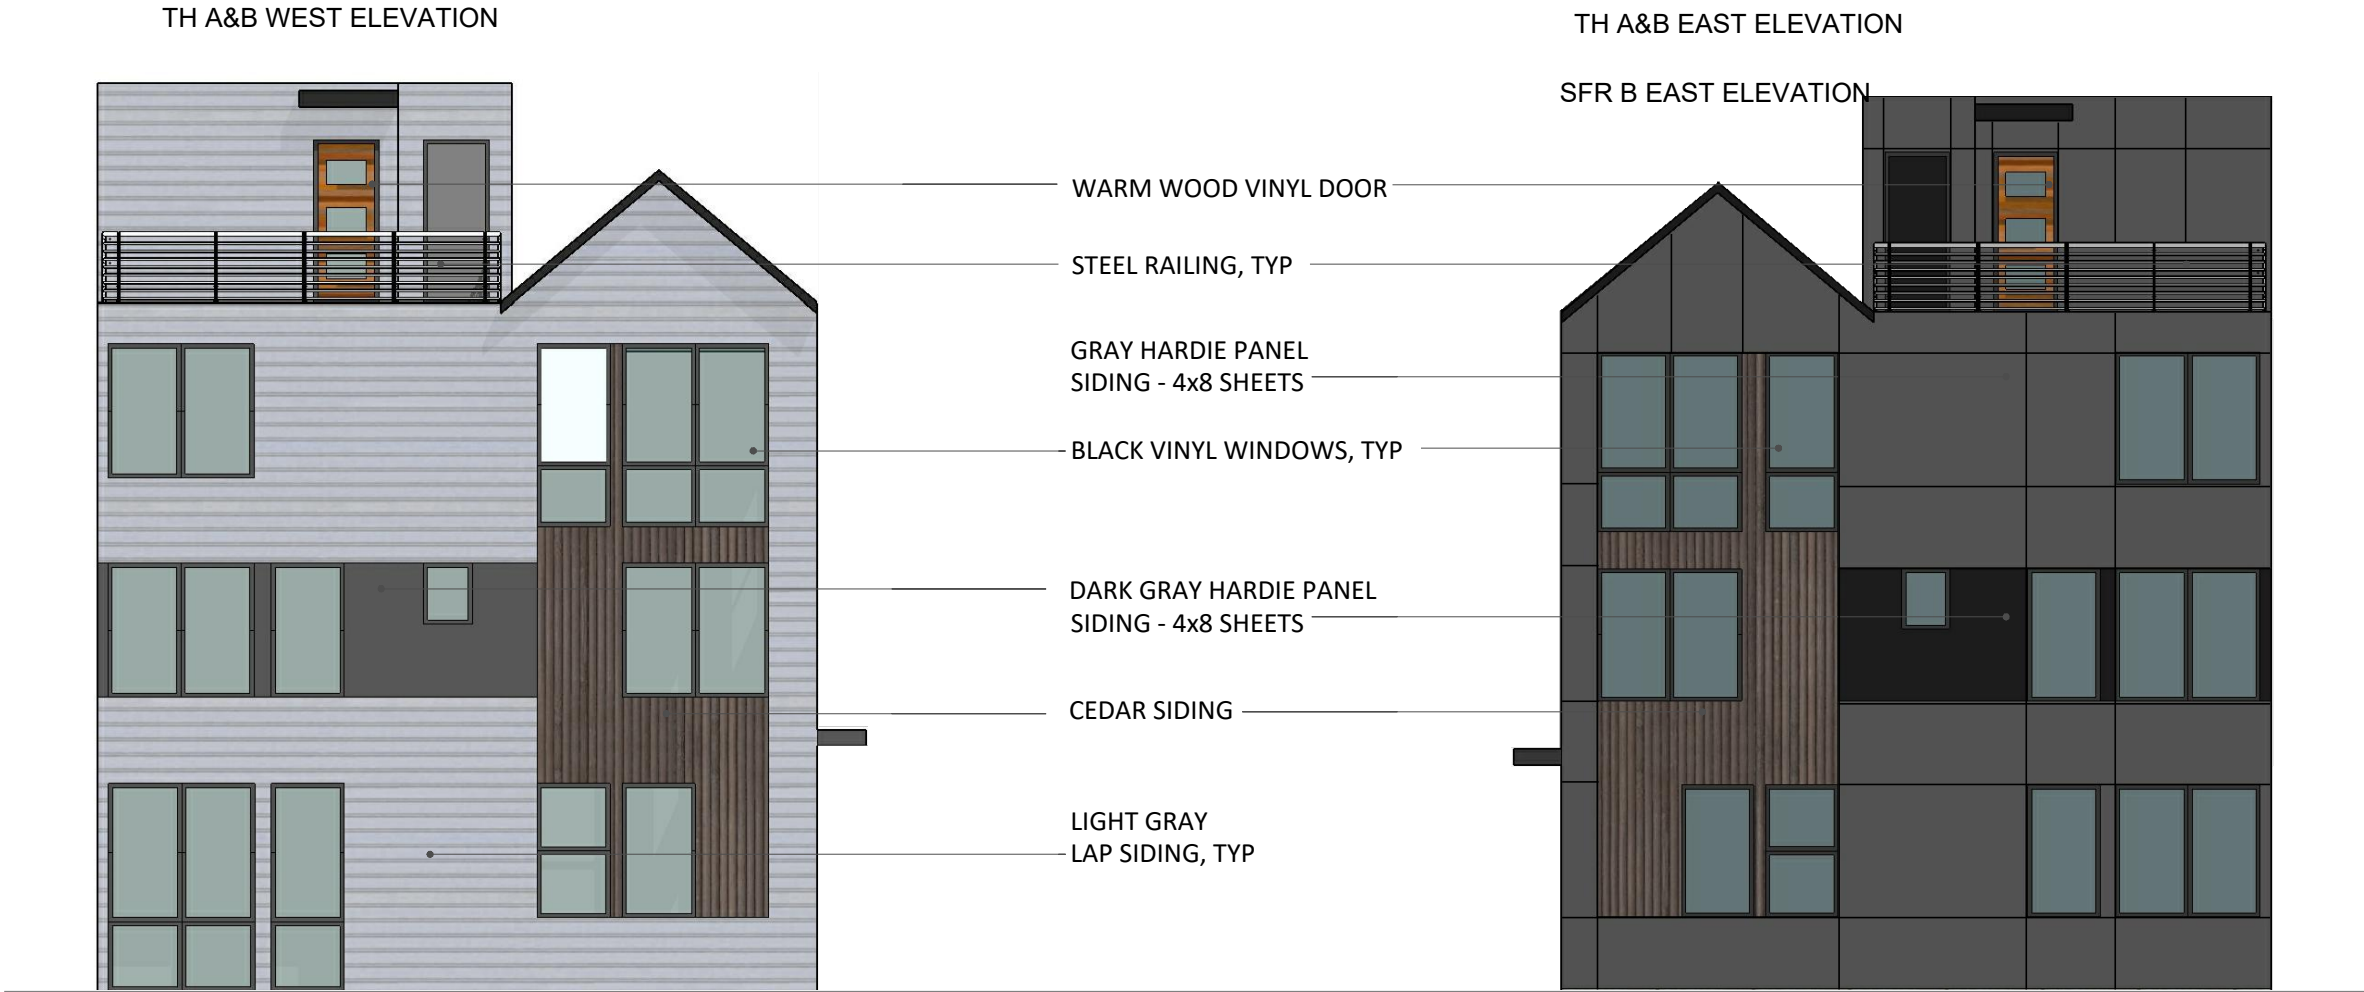 TH A&B WEST ELEVATION
TH A&B EAST ELEVATION
SFR B EAST ELEVATION
WARM WOOD VINYL DOOR
STEEL RAILING, TYP
GRAY HARDIE PANEL
SIDING - 4x8 SHEETS
BLACK VINYL WINDOWS, TYP
DARK GRAY HARDIE PANEL
SIDING - 4x8 SHEETS
CEDAR SIDING
LIGHT GRAY
LAP SIDING, TYP